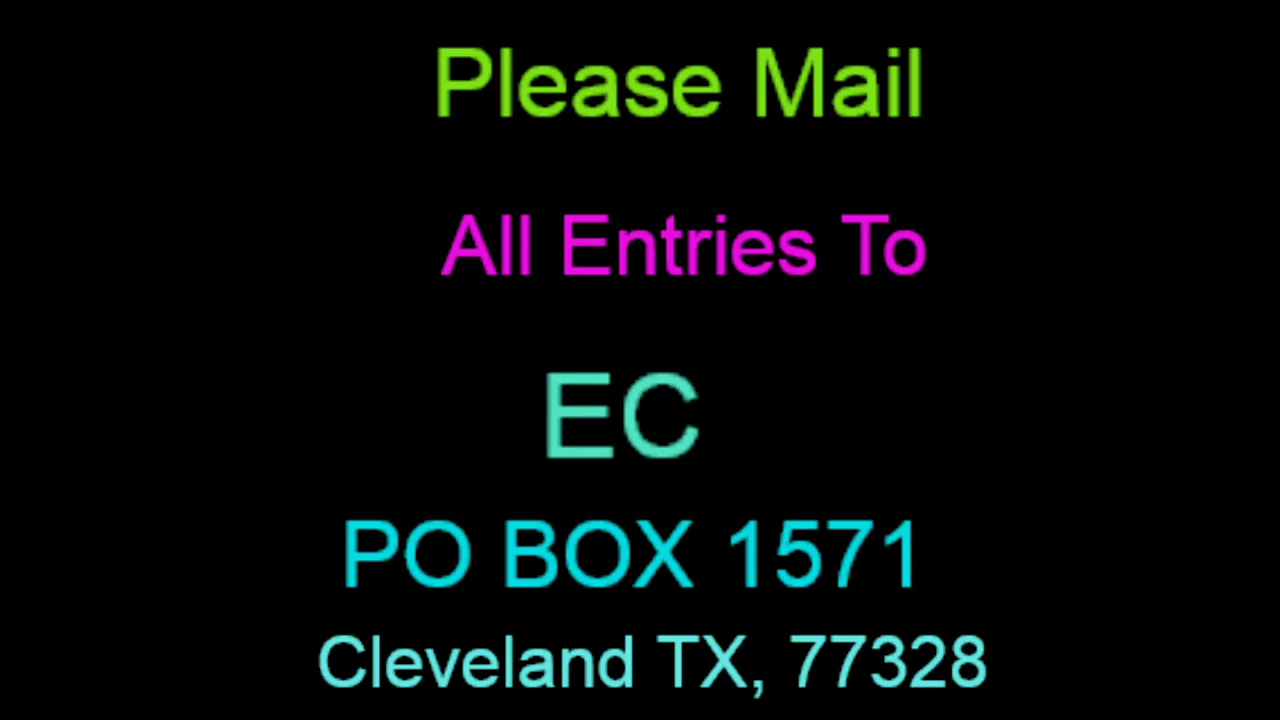 Please Mail
All Entries To
EC
PO BOX 1571
Cleveland TX, 77328